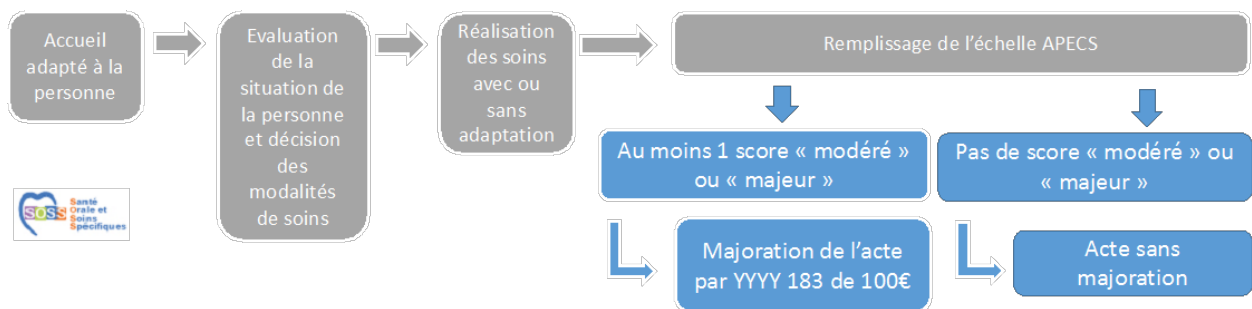 Accueil
adapté à la
personne
Evaluation
de la
situation de
la personne
et décision
des
modalités
de soins
Réalisation
des soins
avec ou
sans
adaptation
Remplissage de l'échelle APECS
Au moins 1 score « modéré »
ou « majeur »
Pas de score « modéré » ou
« majeur »
Majoration de l'acte
par YYYY 183 de 100€
Acte sans
majoration
SOSS
Santé
Orale et
Soins
Spécifiques